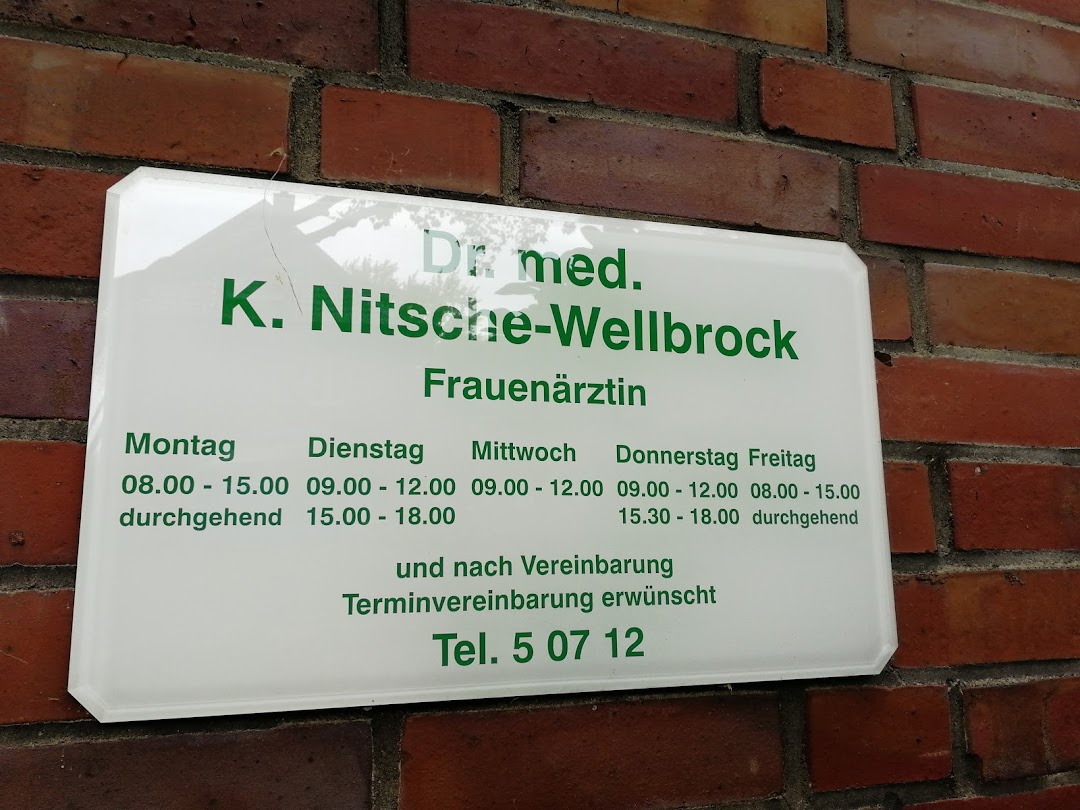 Dr. med.
K. Nitsche-Wellbrock
Frauenärztin
Montag Dienstag Mittwoch Donnerstag Freitag
08.00 - 15.00 09.00 - 12.00 09.00 - 12.00 09.00 - 12.00 08.00 - 15.00
durchgehend 15.00 - 18.00 15.30 - 18.00 durchgehend
und nach Vereinbarung
Terminvereinbarung erwünscht
Tel. 5 07 12